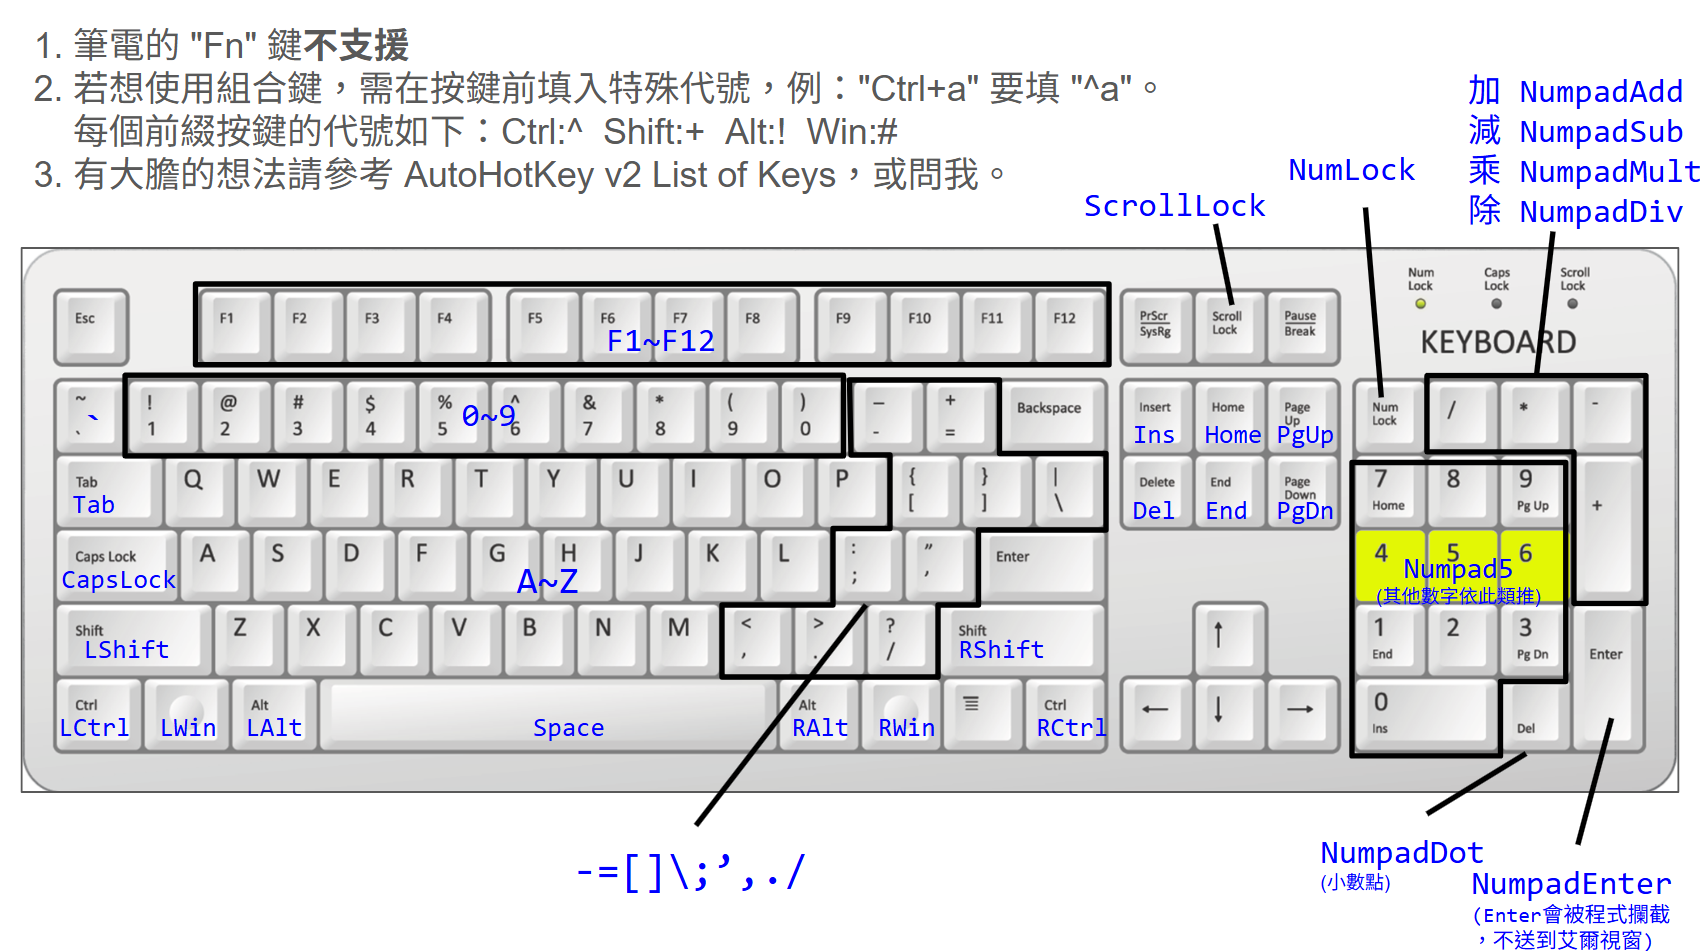 1. 筆電的 "Fn" 鍵不支援
2. 若想使用組合鍵，需在按鍵前填入特殊代號，例："Ctrl+a" 要填 "^a"。
每個前綴按鍵的代號如下：Ctrl:^ Shift:+ Alt:! Win:#
3. 有大膽的想法請參考 AutoHotKey v2 List of Keys，或問我。
加 NumpadAdd
減 NumpadSub
乘 NumpadMult
除 NumpadDiv
NumLock
ScrollLock
Num Lock
Caps Lock
Scroll Lock
KEYBOARD
Esc
F1 F2 F3 F4 F5 F6 F7 F8 F9 F10 F11 F12
F1~F12
PrScr
SysRg
Scroll
Lock
Pause
Break
~ ! @ # $ % ^ & * ( ) – +
` 1 2 3 4 5 6 7 8 9 0 - =
`
0~9
Backspace
Insert
Ins
Home
Home
Page Up
PgUp
Num Lock
/ * -
Tab
Tab
Q W E R T Y U I O P
{ } |
[ ] \
Delete
Del
End
End
Page Down
PgDn
7 8 9
Home Pg Up
+
Caps Lock
CapsLock
A S D F G H J K L
A~Z
: "
; '
Enter
4 5 6
Numpad5
(其他數字依此類推)
Shift
LShift
Z X C V B N M
< > ?
, . /
Shift
RShift
↑
1 2 3
End Pg Dn
Enter
Ctrl
LCtrl
LWin
Alt
LAlt
Space
Alt
RAlt
RWin
Ctrl
RCtrl
← ↓ →
0
Ins
Del
-=[]\;’,./
NumpadDot
(小數點)
NumpadEnter
(Enter會被程式攔截
，不送到艾爾視窗)